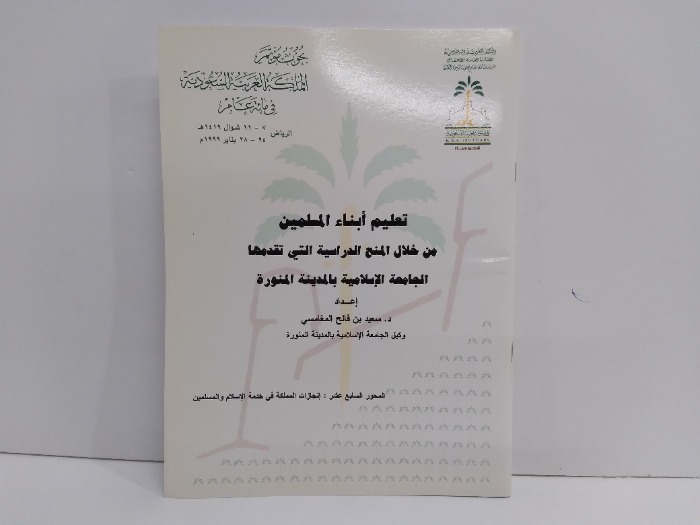 بحوث مؤتمر
المملكة العربية السعودية
في مائة عام
الرياض ٧ - ١١ شوال ١٤١٩هـ
٢٤ - ٢٨ يناير ١٩٩٩م
تعليم أبناء المسلمين
من خلال المنح الدراسية التي تقدمها
الجامعة الإسلامية بالمدينة المنورة
إعـداد
د. سعيد بن فالح المغامسي
وكيل الجامعة الإسلامية بالمدينة المنورة
المحور السابع عشر : إنجازات المملكة في خدمة الإسلام والمسلمين